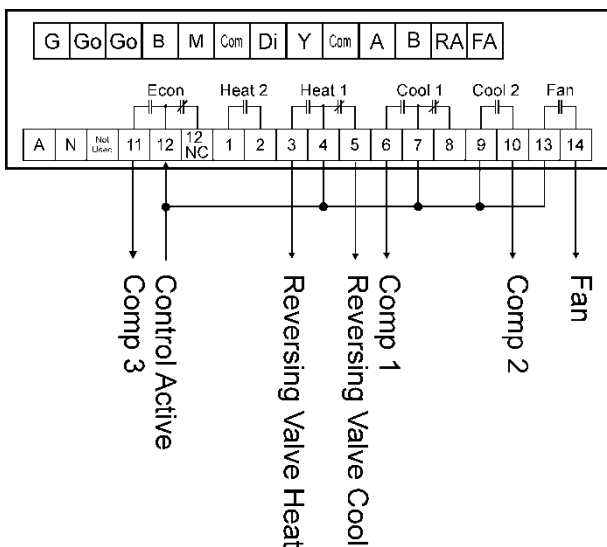 G Go Go B M Com Di Y Com A B RA FA
Econ Heat 2 Heat 1 Cool 1 Cool 2 Fan
A N Not Used 11 12 12 NC 1 2 3 4 5 6 7 8 9 10 13 14
Comp 3
Control Active
Reversing Valve Heat
Reversing Valve Cool
Comp 1
Comp 2
Fan